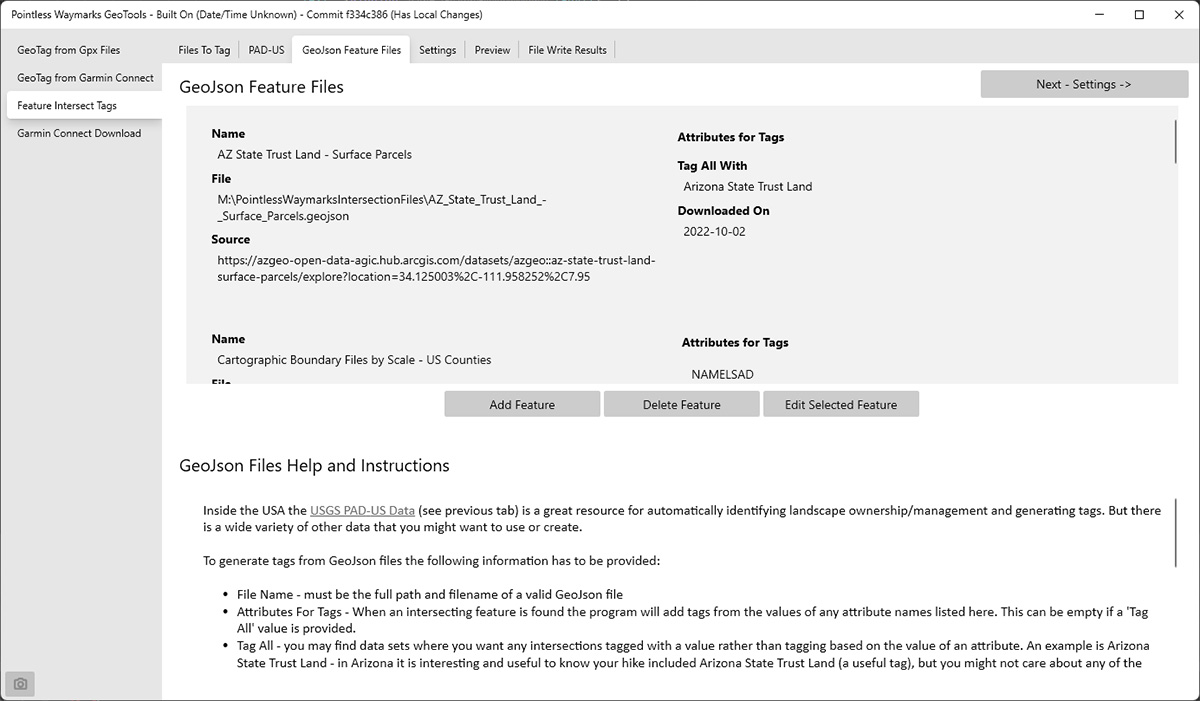 Pointless Waymarks GeoTools - Built On (Date/Time Unknown) - Commit f334c386 (Has Local Changes)
GeoTag from Gpx Files
GeoTag from Garmin Connect
Feature Intersect Tags
Garmin Connect Download
Files To Tag
PAD-US
GeoJson Feature Files
Settings
Preview
File Write Results
GeoJson Feature Files
Next - Settings ->
Name
AZ State Trust Land - Surface Parcels
File
M:\PointlessWaymarksIntersectionFiles\AZ_State_Trust_Land_-
_Surface_Parcels.geojson
Source
https://azgeo-open-data-agic.hub.arcgis.com/datasets/azgeo::az-state-trust-land-
surface-parcels/explore?location=34.125003%2C-111.958252%2C7.95
Attributes for Tags
Tag All With
Arizona State Trust Land
Downloaded On
2022-10-02
Name
Cartographic Boundary Files by Scale - US Counties
File
Attributes for Tags
NAMELSAD
Add Feature
Delete Feature
Edit Selected Feature
GeoJson Files Help and Instructions
Inside the USA the USGS PAD-US Data (see previous tab) is a great resource for automatically identifying landscape ownership/management and generating tags. But there
is a wide variety of other data that you might want to use or create.
To generate tags from GeoJson files the following information has to be provided:
• File Name - must be the full path and filename of a valid GeoJson file
• Attributes For Tags - When an intersecting feature is found the program will add tags from the values of any attribute names listed here. This can be empty if a 'Tag
All' value is provided.
• Tag All - you may find data sets where you want any intersections tagged with a value rather than tagging based on the value of an attribute. An example is Arizona
State Trust Land - in Arizona it is interesting and useful to know your hike included Arizona State Trust Land (a useful tag), but you might not care about any of the